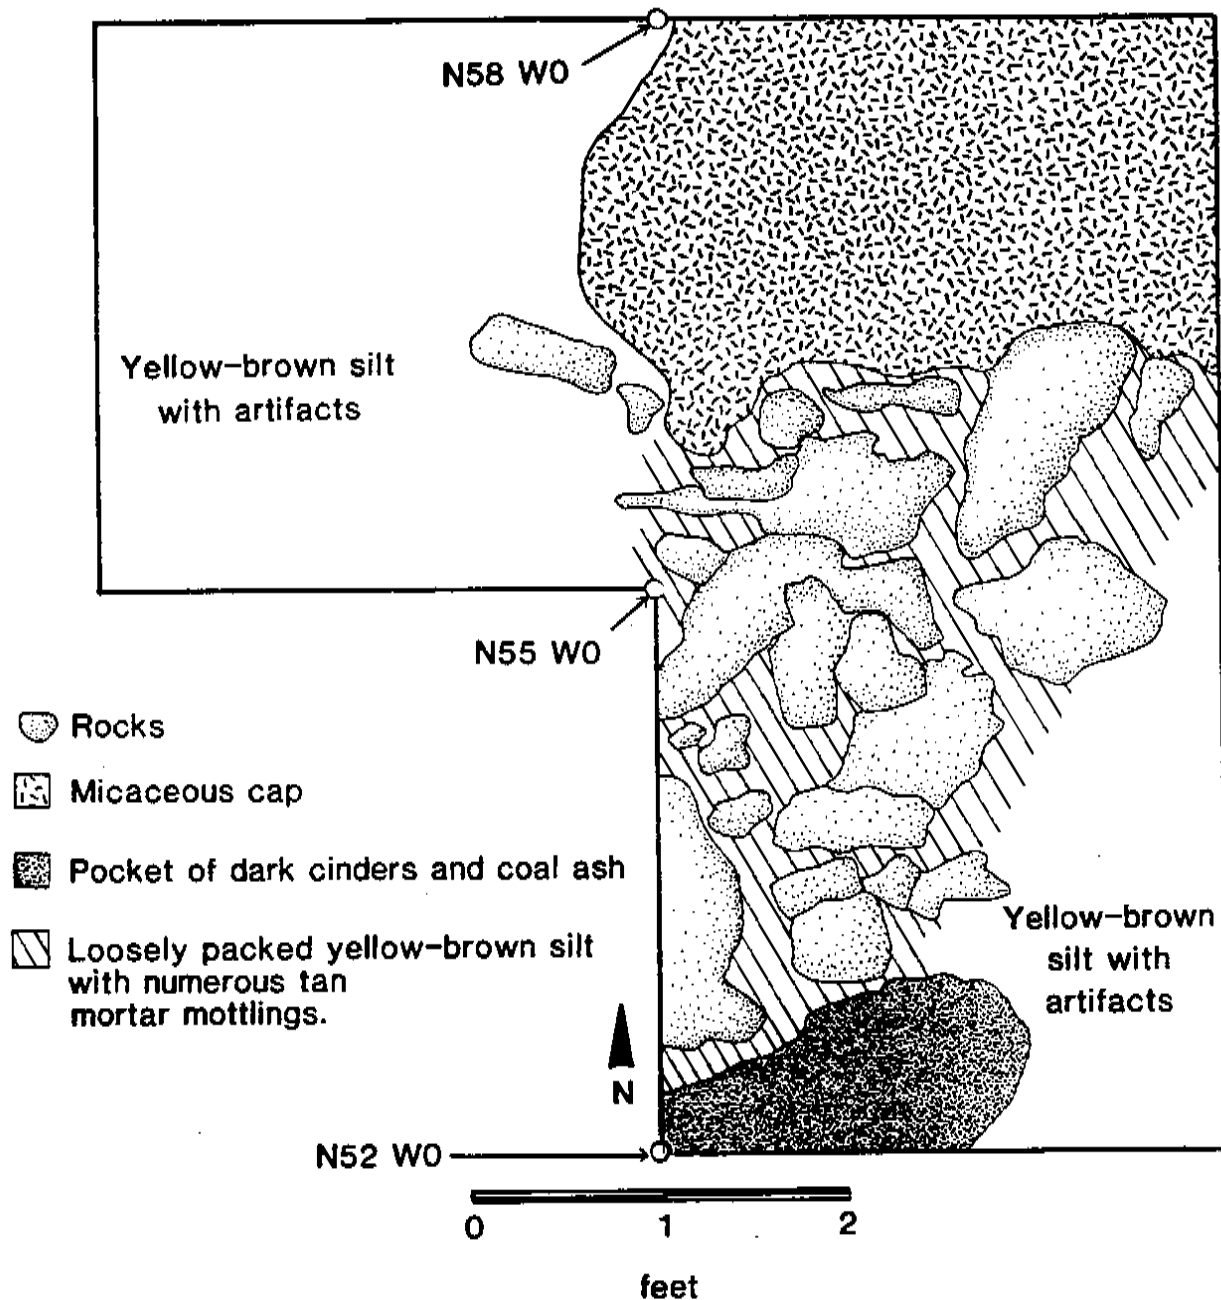 N58 W0
Yellow-brown silt
with artifacts
N55 W0
Rocks
Micaceous cap
Pocket of dark cinders and coal ash
Loosely packed yellow-brown silt
with numerous tan
mortar mottlings.
Yellow-brown
silt with
artifacts
N
N52 W0
0 1 2
feet